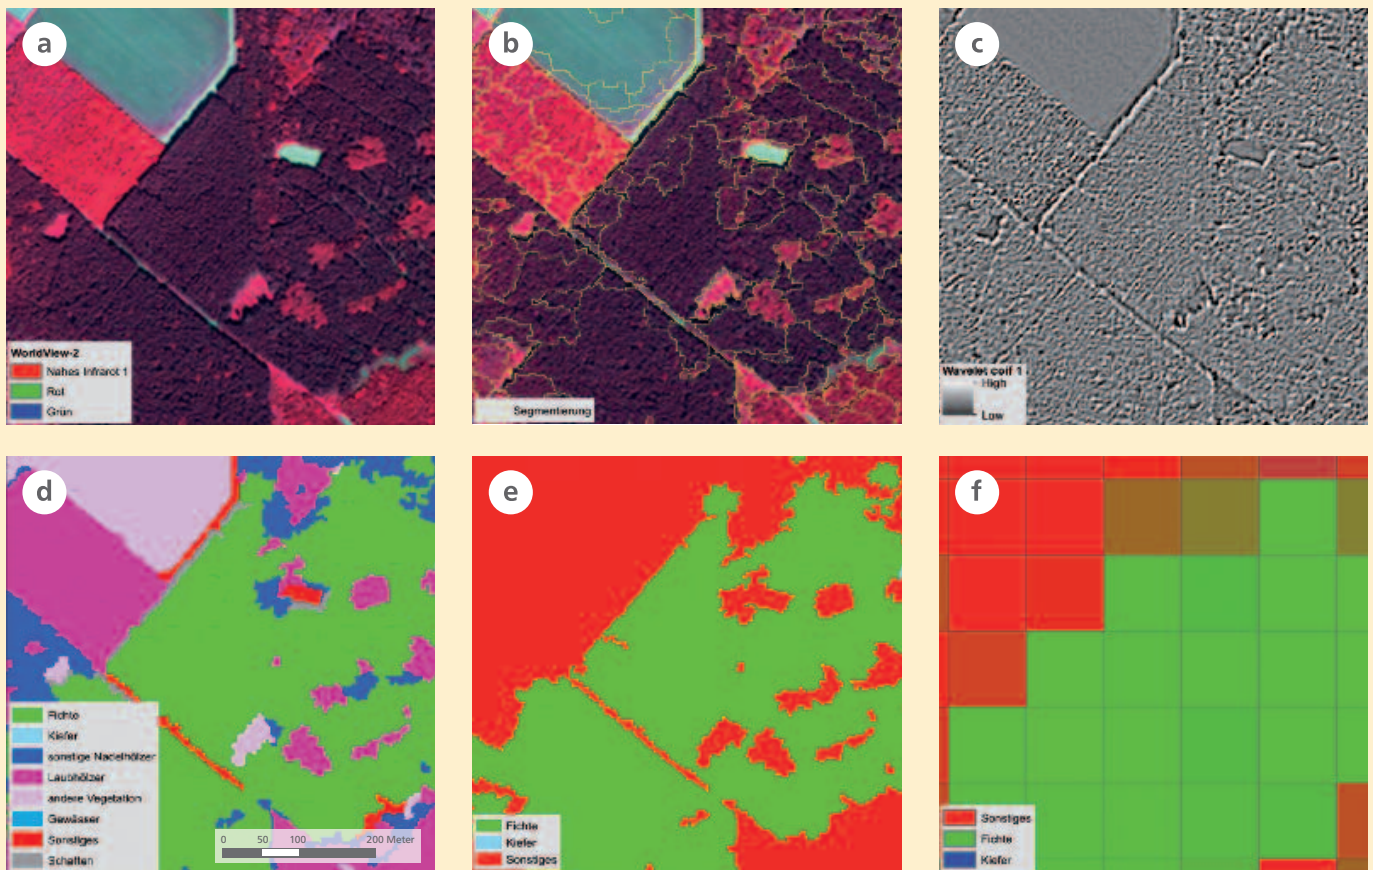 a
b
c
WorldView-2
Nahes Infrarot 1
Rot
Grün
Segmentierung
Wavelet coif 1
High
Low
d
e
f
Fichte
Kiefer
sonstige Nadelhölzer
Laubhölzer
andere Vegetation
Gewässer
Sonstiges
Schatten
0 50 100 200 Meter
Fichte
Kiefer
Sonstiges
Sonstiges
Fichte
Kiefer